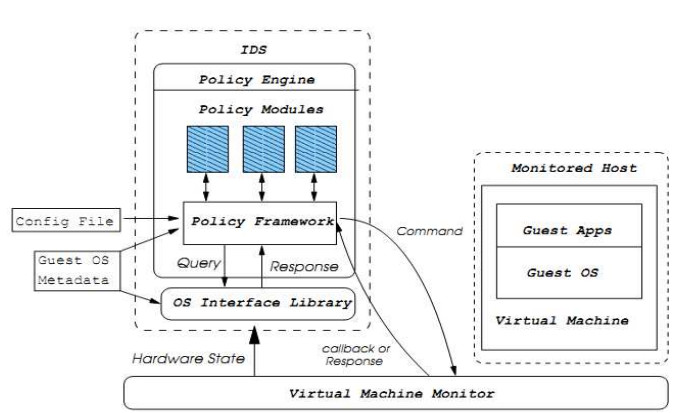 IDS
Policy Engine
Policy Modules
Monitored Host
Config File
Policy Framework
Command
Guest Apps
Guest OS
Metadata
Query
Response
Guest OS
OS Interface Library
Virtual Machine
Hardware State
callback or
Response
Virtual Machine Monitor